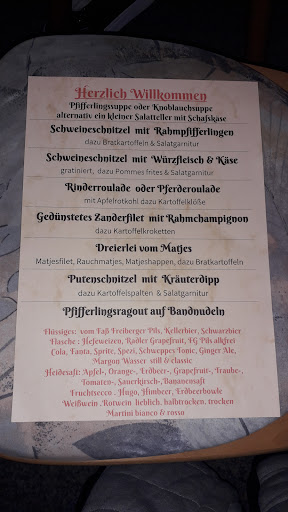 Herzlich Willkommen
Pfifferlingssuppe oder Knoblauchsuppe
alternativ ein kleiner Salatteller mit Schafskäse
Schweineschnitzel mit Rahmpfifferlingen
dazu Bratkartoffeln & Salatgarnitur
Schweineschnitzel mit Würzfleisch & Käse
gratiniert, dazu Pommes frites & Salatgarnitur
Rinderroulade oder Pferderoulade
mit Apfelrotkohl dazu Kartoffelklöße
Gedünstetes Zanderfilet mit Rahmchampignon
dazu Kartoffelkroketten
Dreierlei vom Matjes
Matjesfilet, Rauchmatjes, Matjeshappen, dazu Bratkartoffeln
Putenschnitzel mit Kräuterdipp
dazu Kartoffelspalten & Salatgarnitur
Pfifferlingsragout auf Bandnudeln
Flüssiges: vom Faß Freiberger Pils, Kellerbier, Schwarzbier
Flasche : Hefeweizen, Radler Grapefruit, FG Pils alkfrei
Cola, Fanta, Sprite, Spezi, Schweppes Tonic, Ginger Ale,
Margon Wasser still & classic
Heidesaft: Apfel-, Orange-, Erdbeer-, Grapefruit-, Traube-,
Tomaten-, Sauerkirsch-, Bananensaft
Fruchtsecco - Hugo, Himbeer, Erdbeerbowle
Weißwein ,Rotwein lieblich, halbtrocken, trocken
Martini bianco & rosso